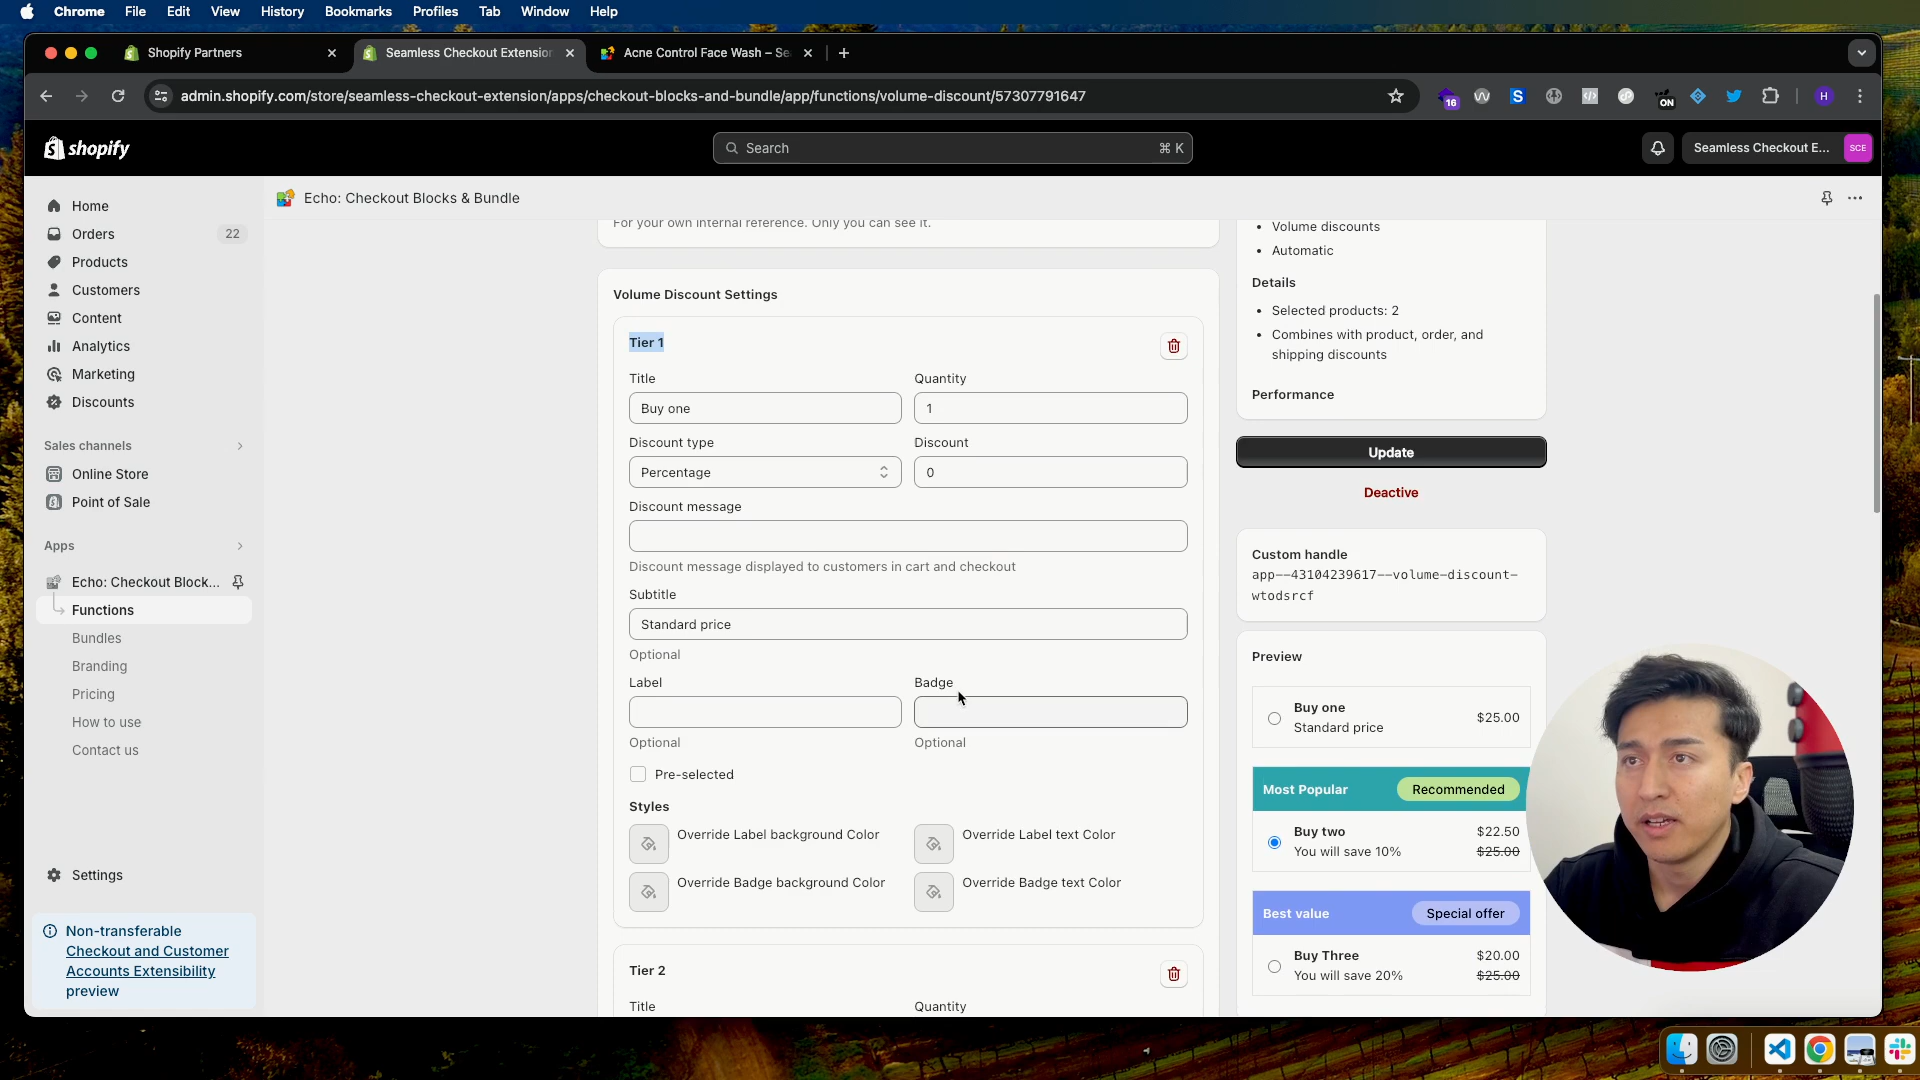 Chrome File Edit View History Bookmarks Profiles Tab Window Help
Shopify Partners
Seamless Checkout Extension
Acne Control Face Wash – Se
admin.shopify.com/store/seamless-checkout-extension/apps/checkout-blocks-and-bundle/app/functions/volume-discount/57307791647
16
S
ON
H
shopify
Search
⌘ K
Seamless Checkout E...
SCE
Home
Orders 22
Products
Customers
Content
Analytics
Marketing
Discounts
Sales channels
Online Store
Point of Sale
Apps
Echo: Checkout Block...
Functions
Bundles
Branding
Pricing
How to use
Contact us
Settings
Non-transferable
Checkout and Customer
Accounts Extensibility
preview
Echo: Checkout Blocks & Bundle
For your own internal reference. Only you can see it.
Volume Discount Settings
Tier 1
Title Quantity
Buy one 1
Discount type Discount
Percentage 0
Discount message
Discount message displayed to customers in cart and checkout
Subtitle
Standard price
Optional
Label Badge
Optional Optional
Pre-selected
Styles
Override Label background Color Override Label text Color
Override Badge background Color Override Badge text Color
Tier 2
Title Quantity
Volume discounts
Automatic
Details
Selected products: 2
Combines with product, order, and
shipping discounts
Performance
Update
Deactive
Custom handle
app--43104239617--volume-discount-
wtodsrcf
Preview
Buy one $25.00
Standard price
Most Popular Recommended
Buy two $22.50
You will save 10% $25.00
Best value Special offer
Buy Three $20.00
You will save 20% $25.00